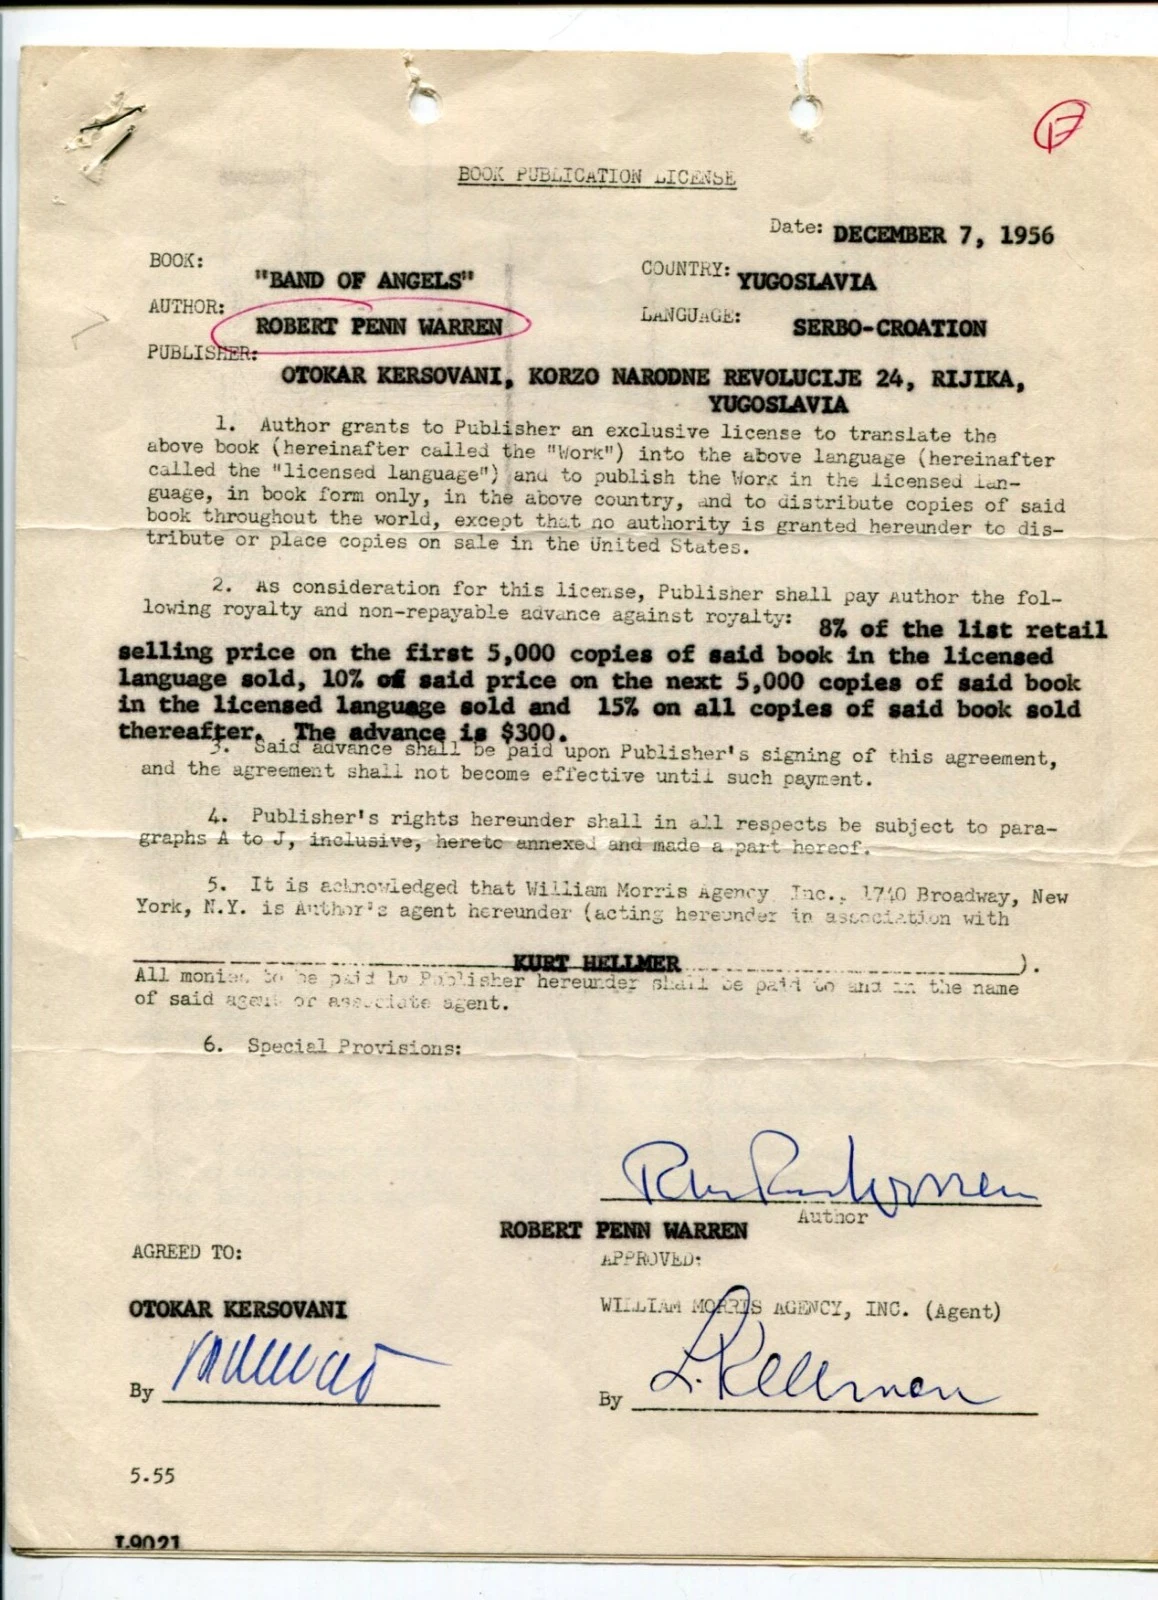 BOOK PUBLICATION LICENSE
Date: DECEMBER 7, 1956
BOOK: "BAND OF ANGELS"
COUNTRY: YUGOSLAVIA
AUTHOR: ROBERT PENN WARREN
LANGUAGE: SERBO-CROATION
PUBLISHER: OTOKAR KERSOVANI, KORZO NARODNE REVOLUCIJE 24, RIJIKA,
YUGOSLAVIA
1. Author grants to Publisher an exclusive license to translate the
above book (hereinafter called the "Work") into the above language (hereinafter
called the "licensed language") and to publish the Work in the licensed lan-
guage, in book form only, in the above country, and to distribute copies of said
book throughout the world, except that no authority is granted hereunder to dis-
tribute or place copies on sale in the United States.
2. As consideration for this license, Publisher shall pay Author the fol-
lowing royalty and non-repayable advance against royalty: 8% of the list retail
selling price on the first 5,000 copies of said book in the licensed
language sold, 10% of said price on the next 5,000 copies of said book
in the licensed language sold and 15% on all copies of said book sold
thereafter. The advance is $300.
3. Said advance shall be paid upon Publisher's signing of this agreement,
and the agreement shall not become effective until such payment.
4. Publisher's rights hereunder shall in all respects be subject to para-
graphs A to J, inclusive, hereto annexed and made a part hereof.
5. It is acknowledged that William Morris Agency Inc., 1740 Broadway, New
York, N.Y. is Author's agent hereunder (acting hereunder in association with
KURT HELLMER ).
All monies to be paid by Publisher hereunder shall be paid to and in the name
of said agent or associate agent.
6. Special Provisions:
Robert Penn Warren
Author
ROBERT PENN WARREN
AGREED TO:
APPROVED:
OTOKAR KERSOVANI
WILLIAM MORRIS AGENCY, INC. (Agent)
By
By L. Kellerman
5.55
L9021